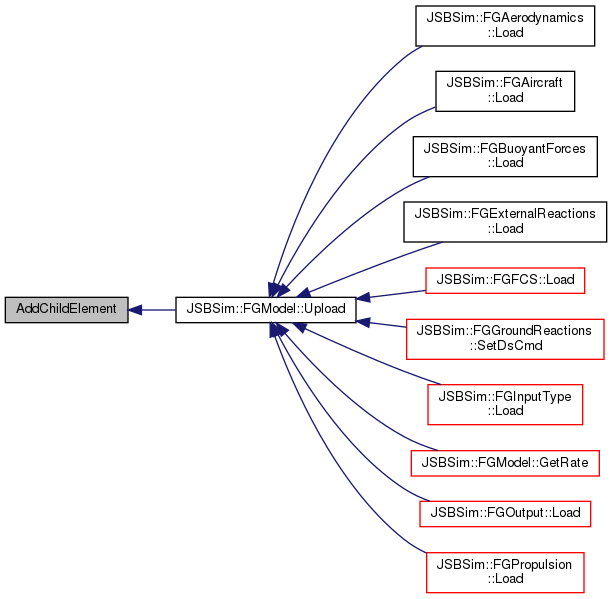 JSBSim::FGAerodynamics
::Load
JSBSim::FGAircraft
::Load
JSBSim::FGBuoyantForces
::Load
JSBSim::FGExternalReactions
::Load
JSBSim::FGFCS::Load
AddChildElement
JSBSim::FGModel::Upload
JSBSim::FGGroundReactions
::SetDsCmd
JSBSim::FGInputType
::Load
JSBSim::FGModel::GetRate
JSBSim::FGOutput::Load
JSBSim::FGPropulsion
::Load